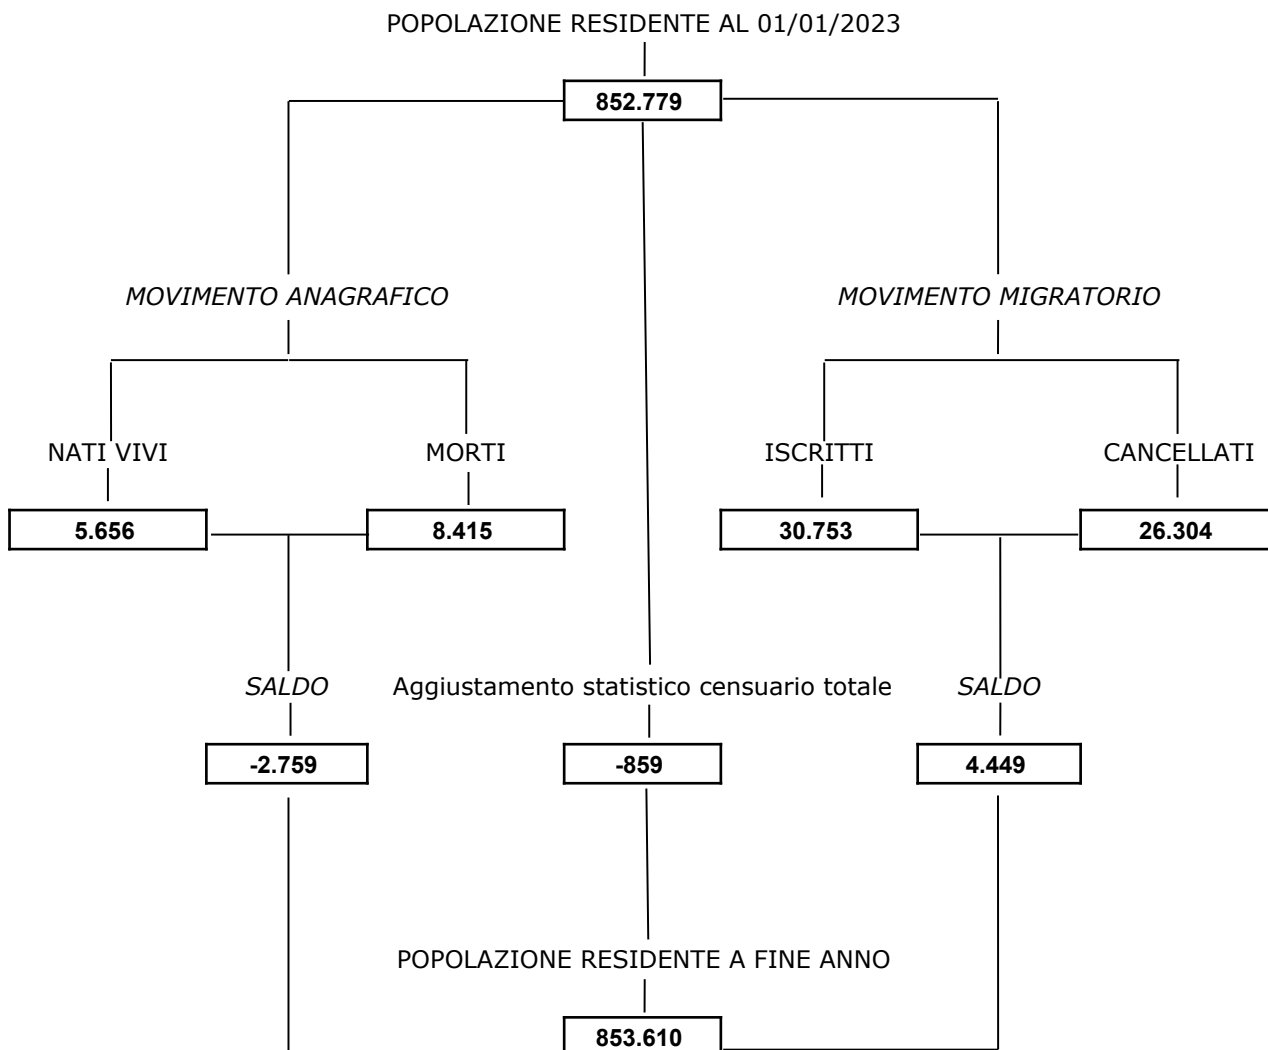 POPOLAZIONE RESIDENTE AL 01/01/2023
852.779
MOVIMENTO ANAGRAFICO MOVIMENTO MIGRATORIO
NATI VIVI MORTI ISCRITTI CANCELLATI
5.656 8.415 30.753 26.304
SALDO Aggiustamento statistico censuario totale SALDO
-2.759 -859 4.449
POPOLAZIONE RESIDENTE A FINE ANNO
853.610